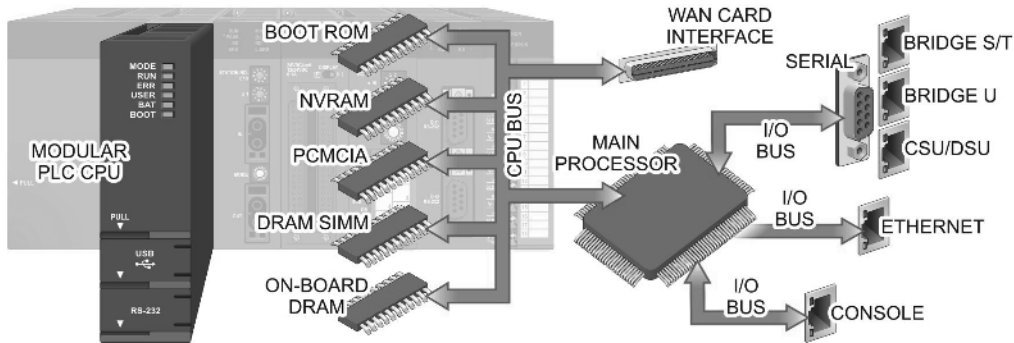 BOOT ROM
NVRAM
PCMCIA
DRAM SIMM
ON-BOARD
DRAM
CPU BUS
WAN CARD
INTERFACE
MAIN
PROCESSOR
SERIAL
BRIDGE S/T
BRIDGE U
CSU/DSU
I/O
BUS
I/O
BUS
ETHERNET
I/O
BUS
CONSOLE
MODE
RUN
ERR
USER
BAT
BOOT
MODULAR
PLC CPU
PULL
USB
RS-232
PULL